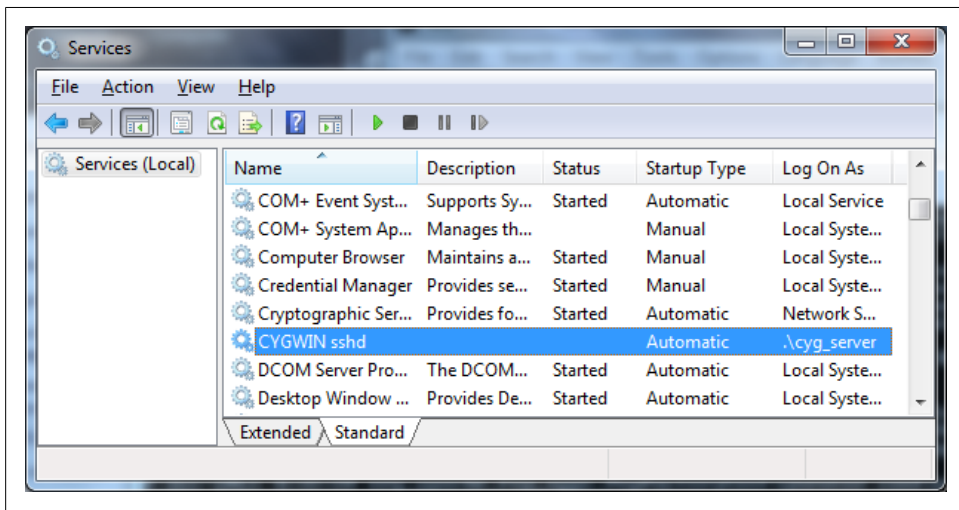 Services
File Action View Help
Services (Local)
Name Description Status Startup Type Log On As
COM+ Event Syst... Supports Sy... Started Automatic Local Service
COM+ System Ap... Manages th... Manual Local Syste...
Computer Browser Maintains a... Started Manual Local Syste...
Credential Manager Provides se... Started Manual Local Syste...
Cryptographic Ser... Provides fo... Started Automatic Network S...
CYGWIN sshd Automatic .\cyg_server
DCOM Server Pro... The DCOM... Started Automatic Local Syste...
Desktop Window ... Provides De... Started Automatic Local Syste...
Extended Standard